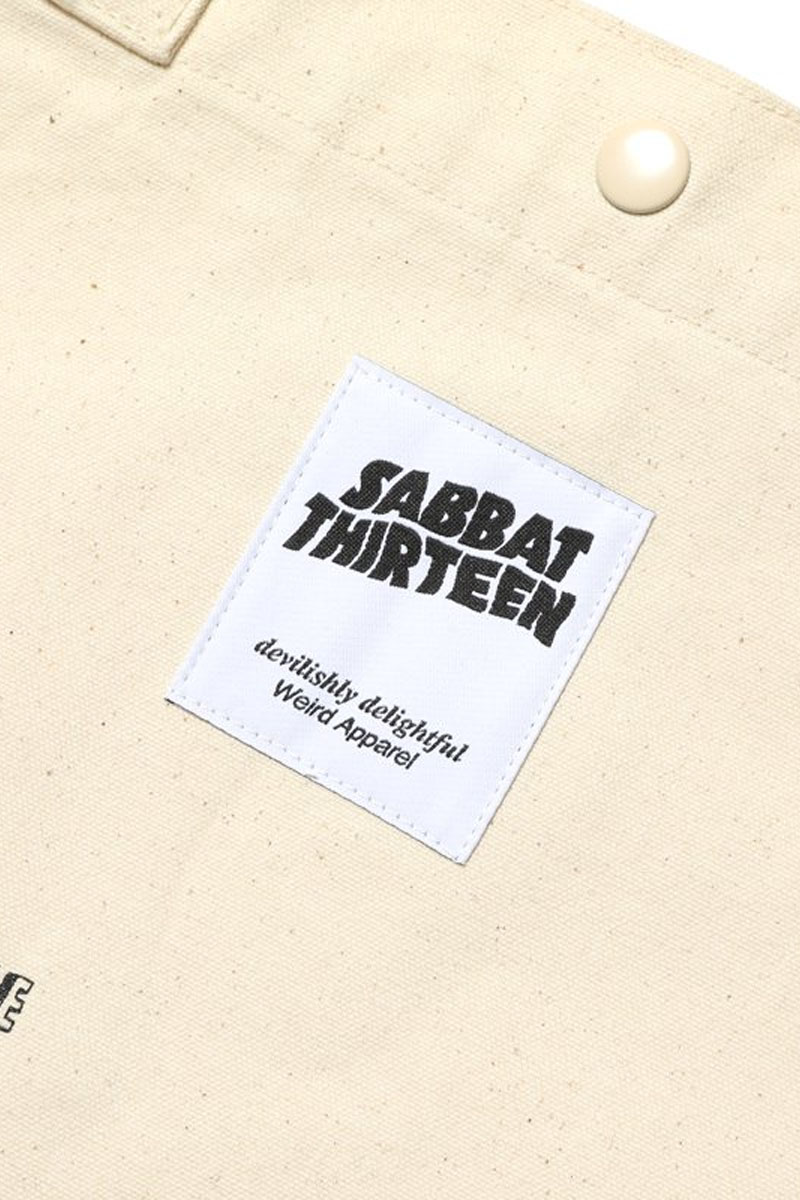 SABBAT
THIRTEEN
devilishly delightful
Weird Apparel